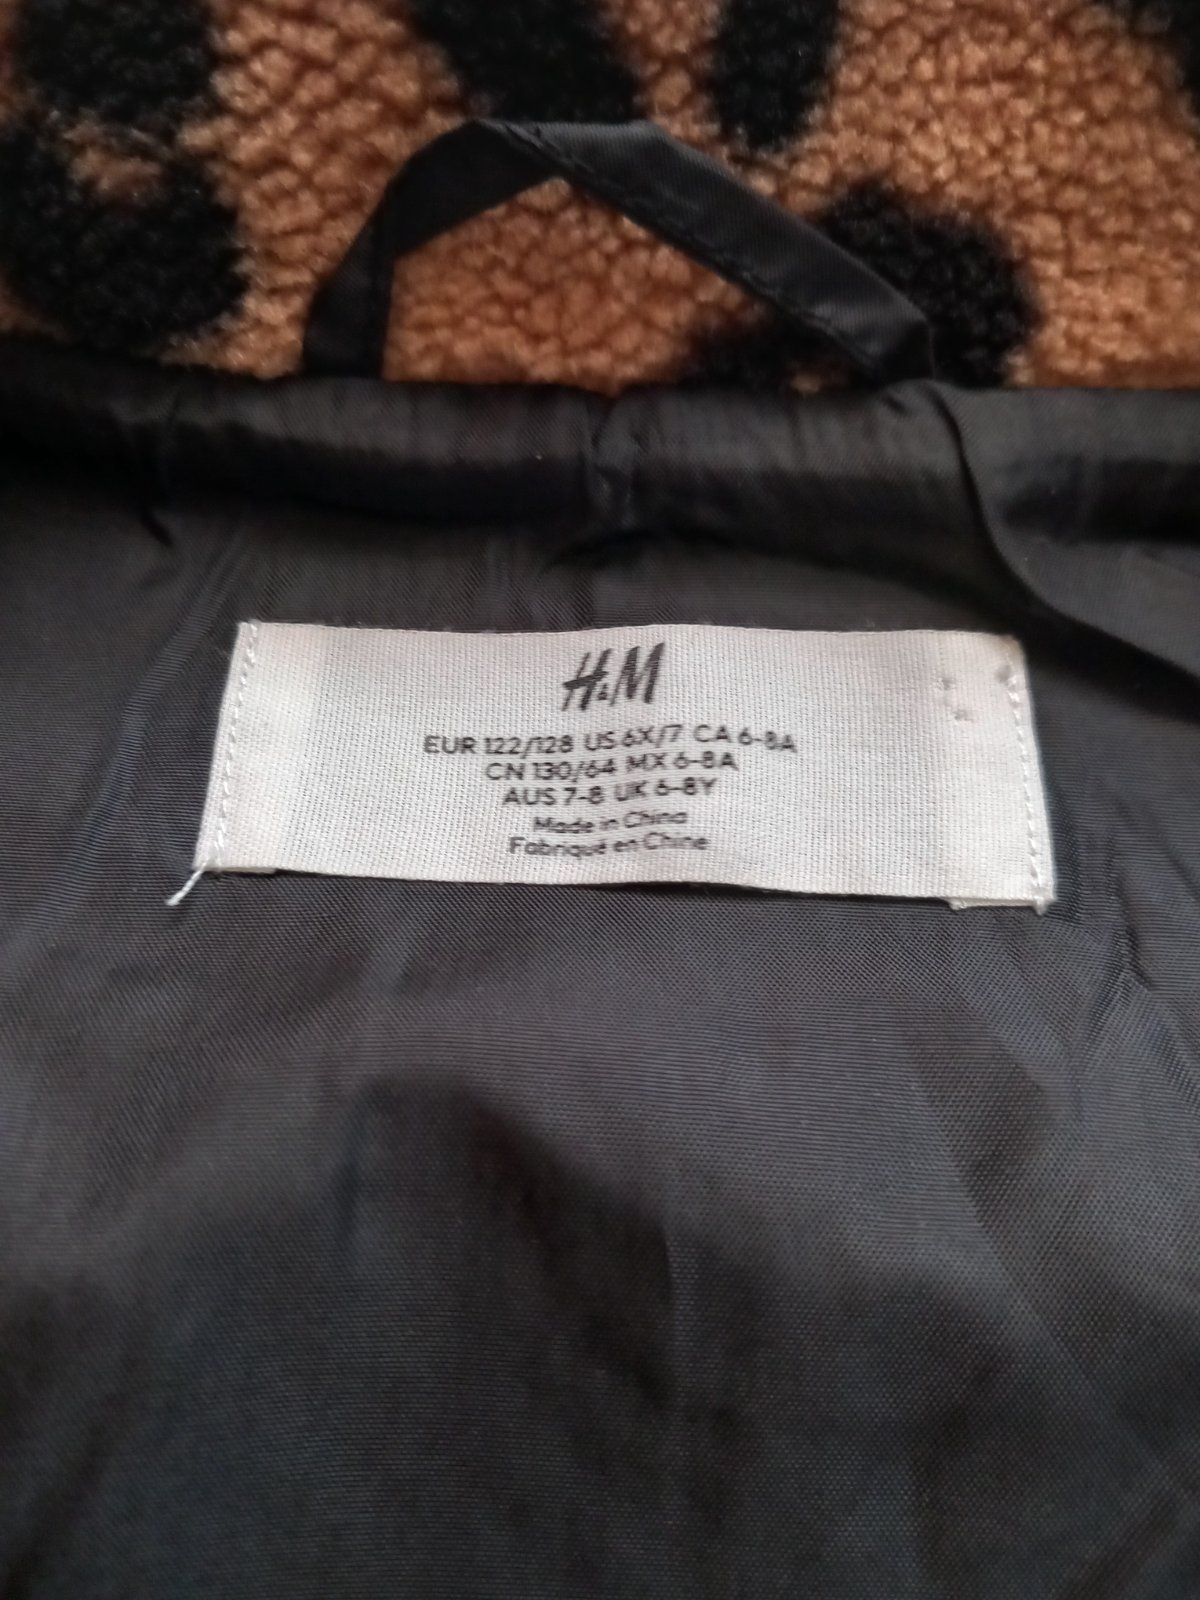 H&M
EUR 122/128 US 6X/7 CA 6-8A
CN 130/64 MX 6-8A
AUS 7-8 UK 6-8Y
Made in China
Fabriqué en Chine